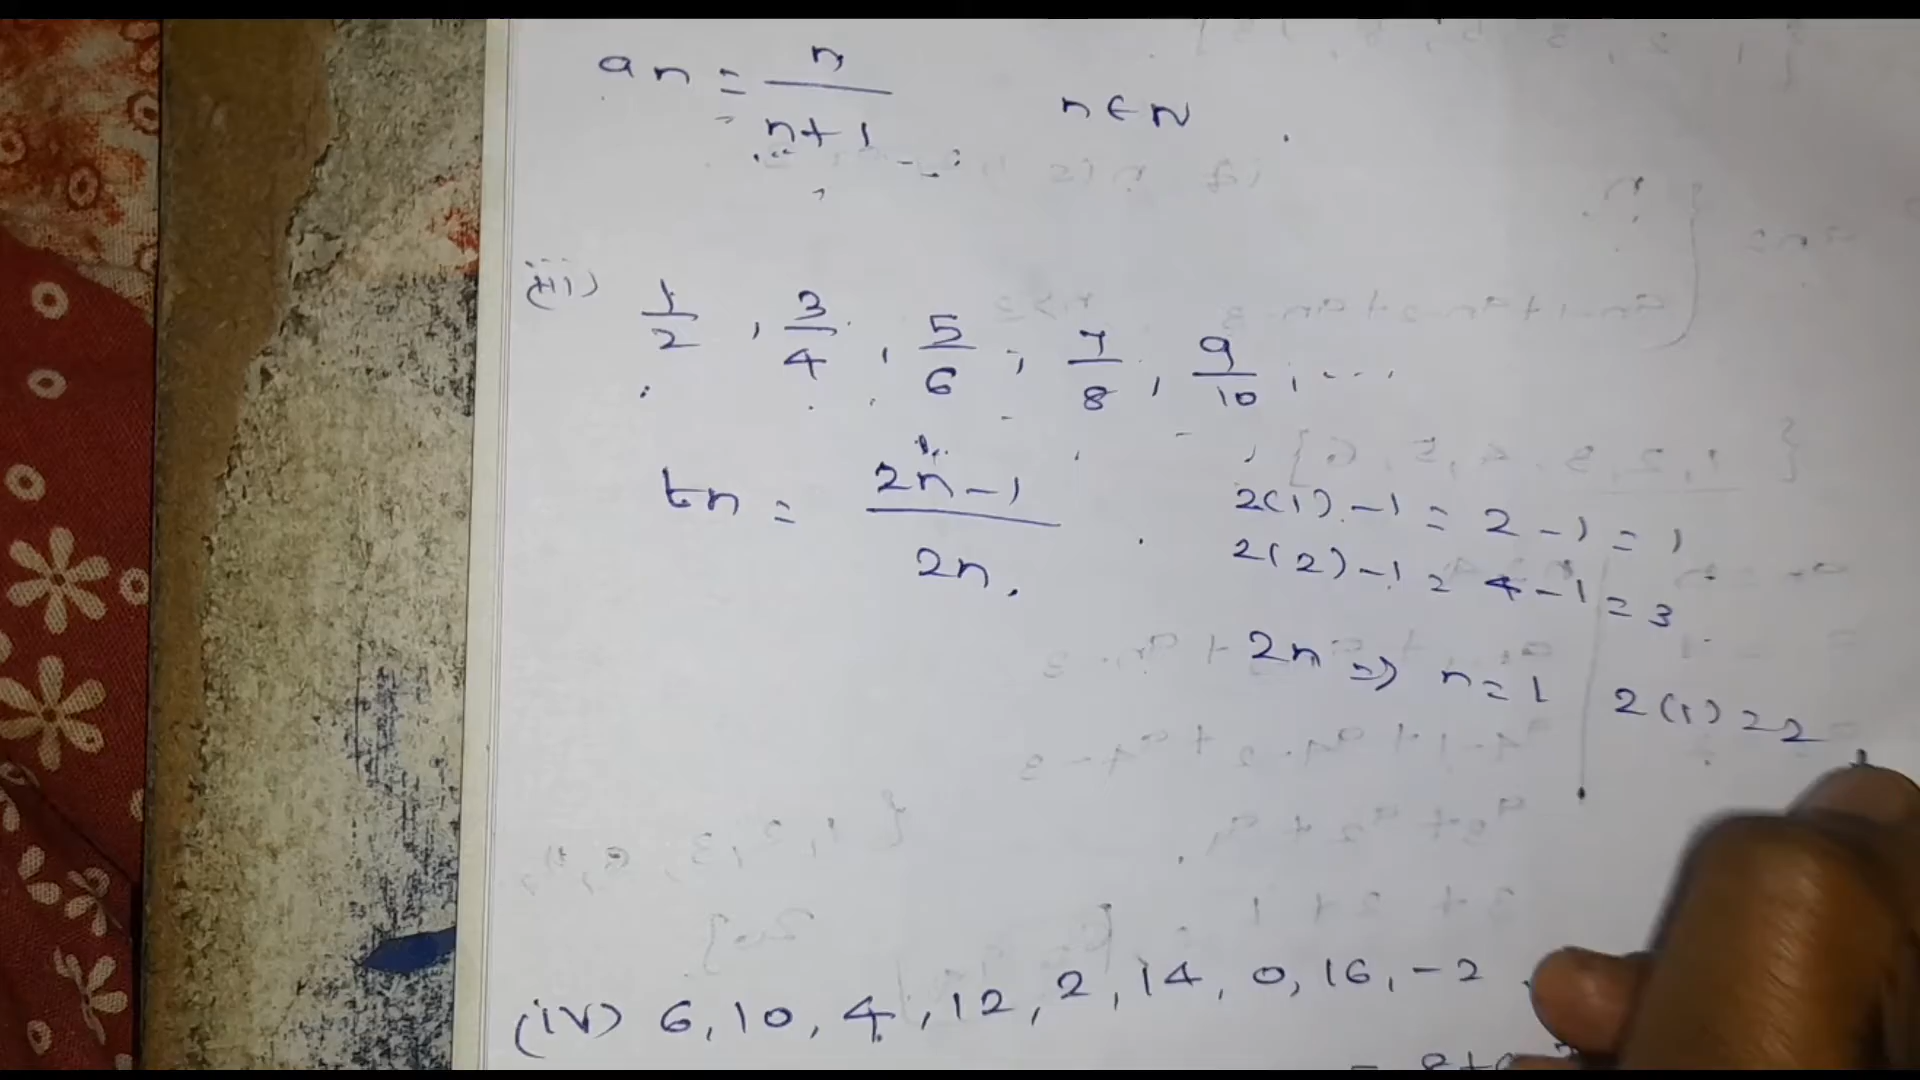 an = n/n+1 n ∈ N
(iii) 1/2, 3/4, 5/6, 7/8, 9/10, ...
tn = 2n-1/2n.
2(1)-1 = 2-1 = 1
2(2)-1 = 4-1 = 3
2n => n=1 | 2(1)=2
(iv) 6, 10, 4, 12, 2, 14, 0, 16, -2